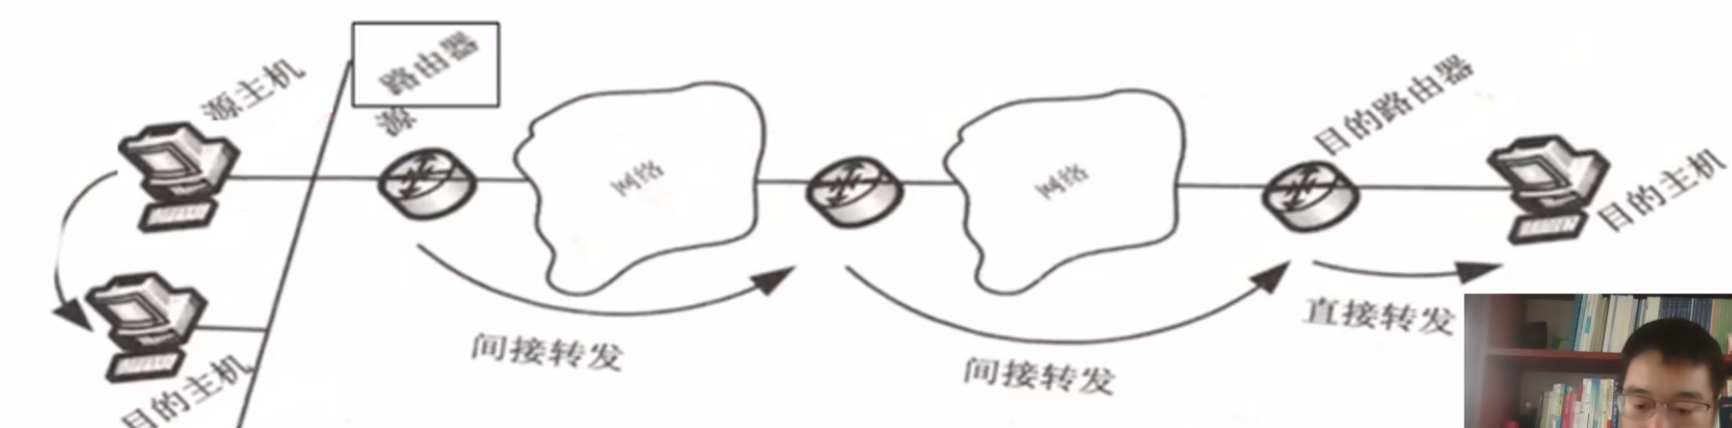 源主机
路由器
源
网络
网络
目的路由器
目的主机
目的主机
间接转发
间接转发
直接转发